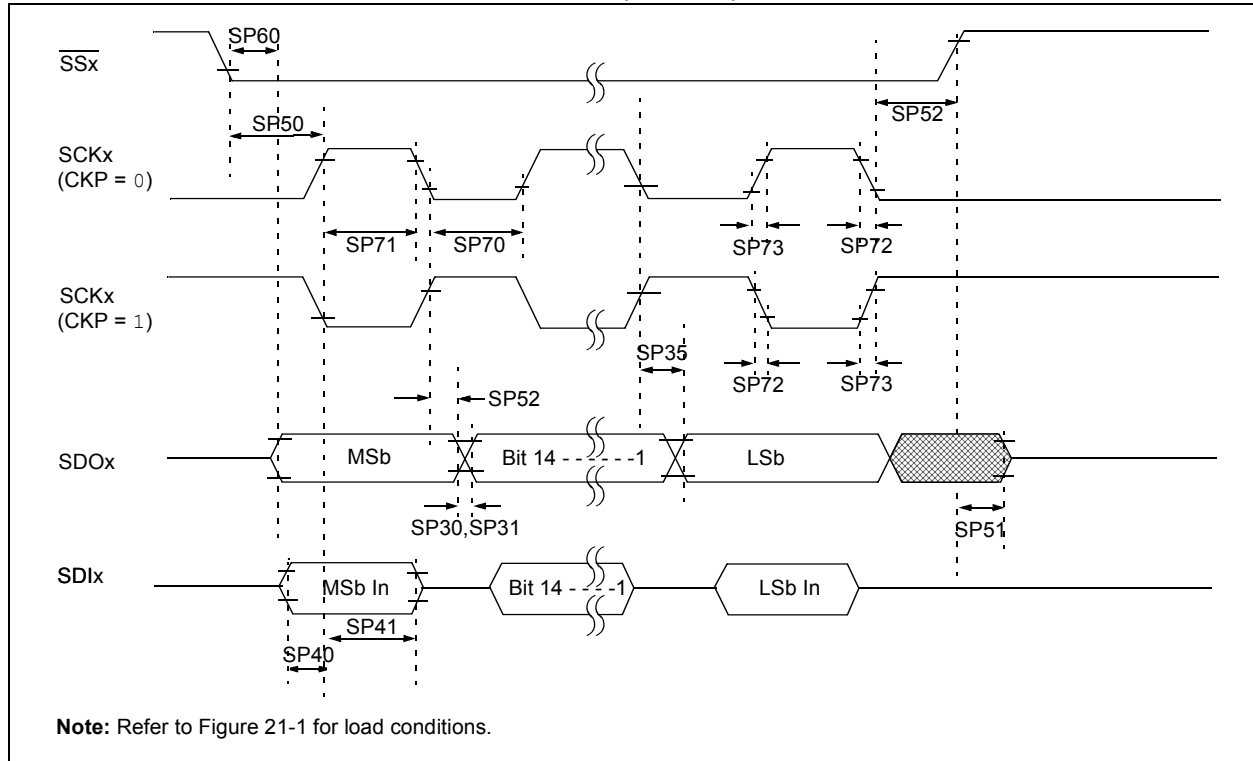 SP60
SSx
SP50
SP52
SCKx
(CKP = 0)
SP71
SP70
SP73
SP72
SCKx
(CKP = 1)
SP35
SP72
SP73
SP52
SDOx
MSb
Bit 14 - - - - - -1
LSb
SP30,SP31
SP51
SDIx
MSb In
Bit 14 - - - -1
LSb In
SP41
SP40
Note: Refer to Figure 21-1 for load conditions.